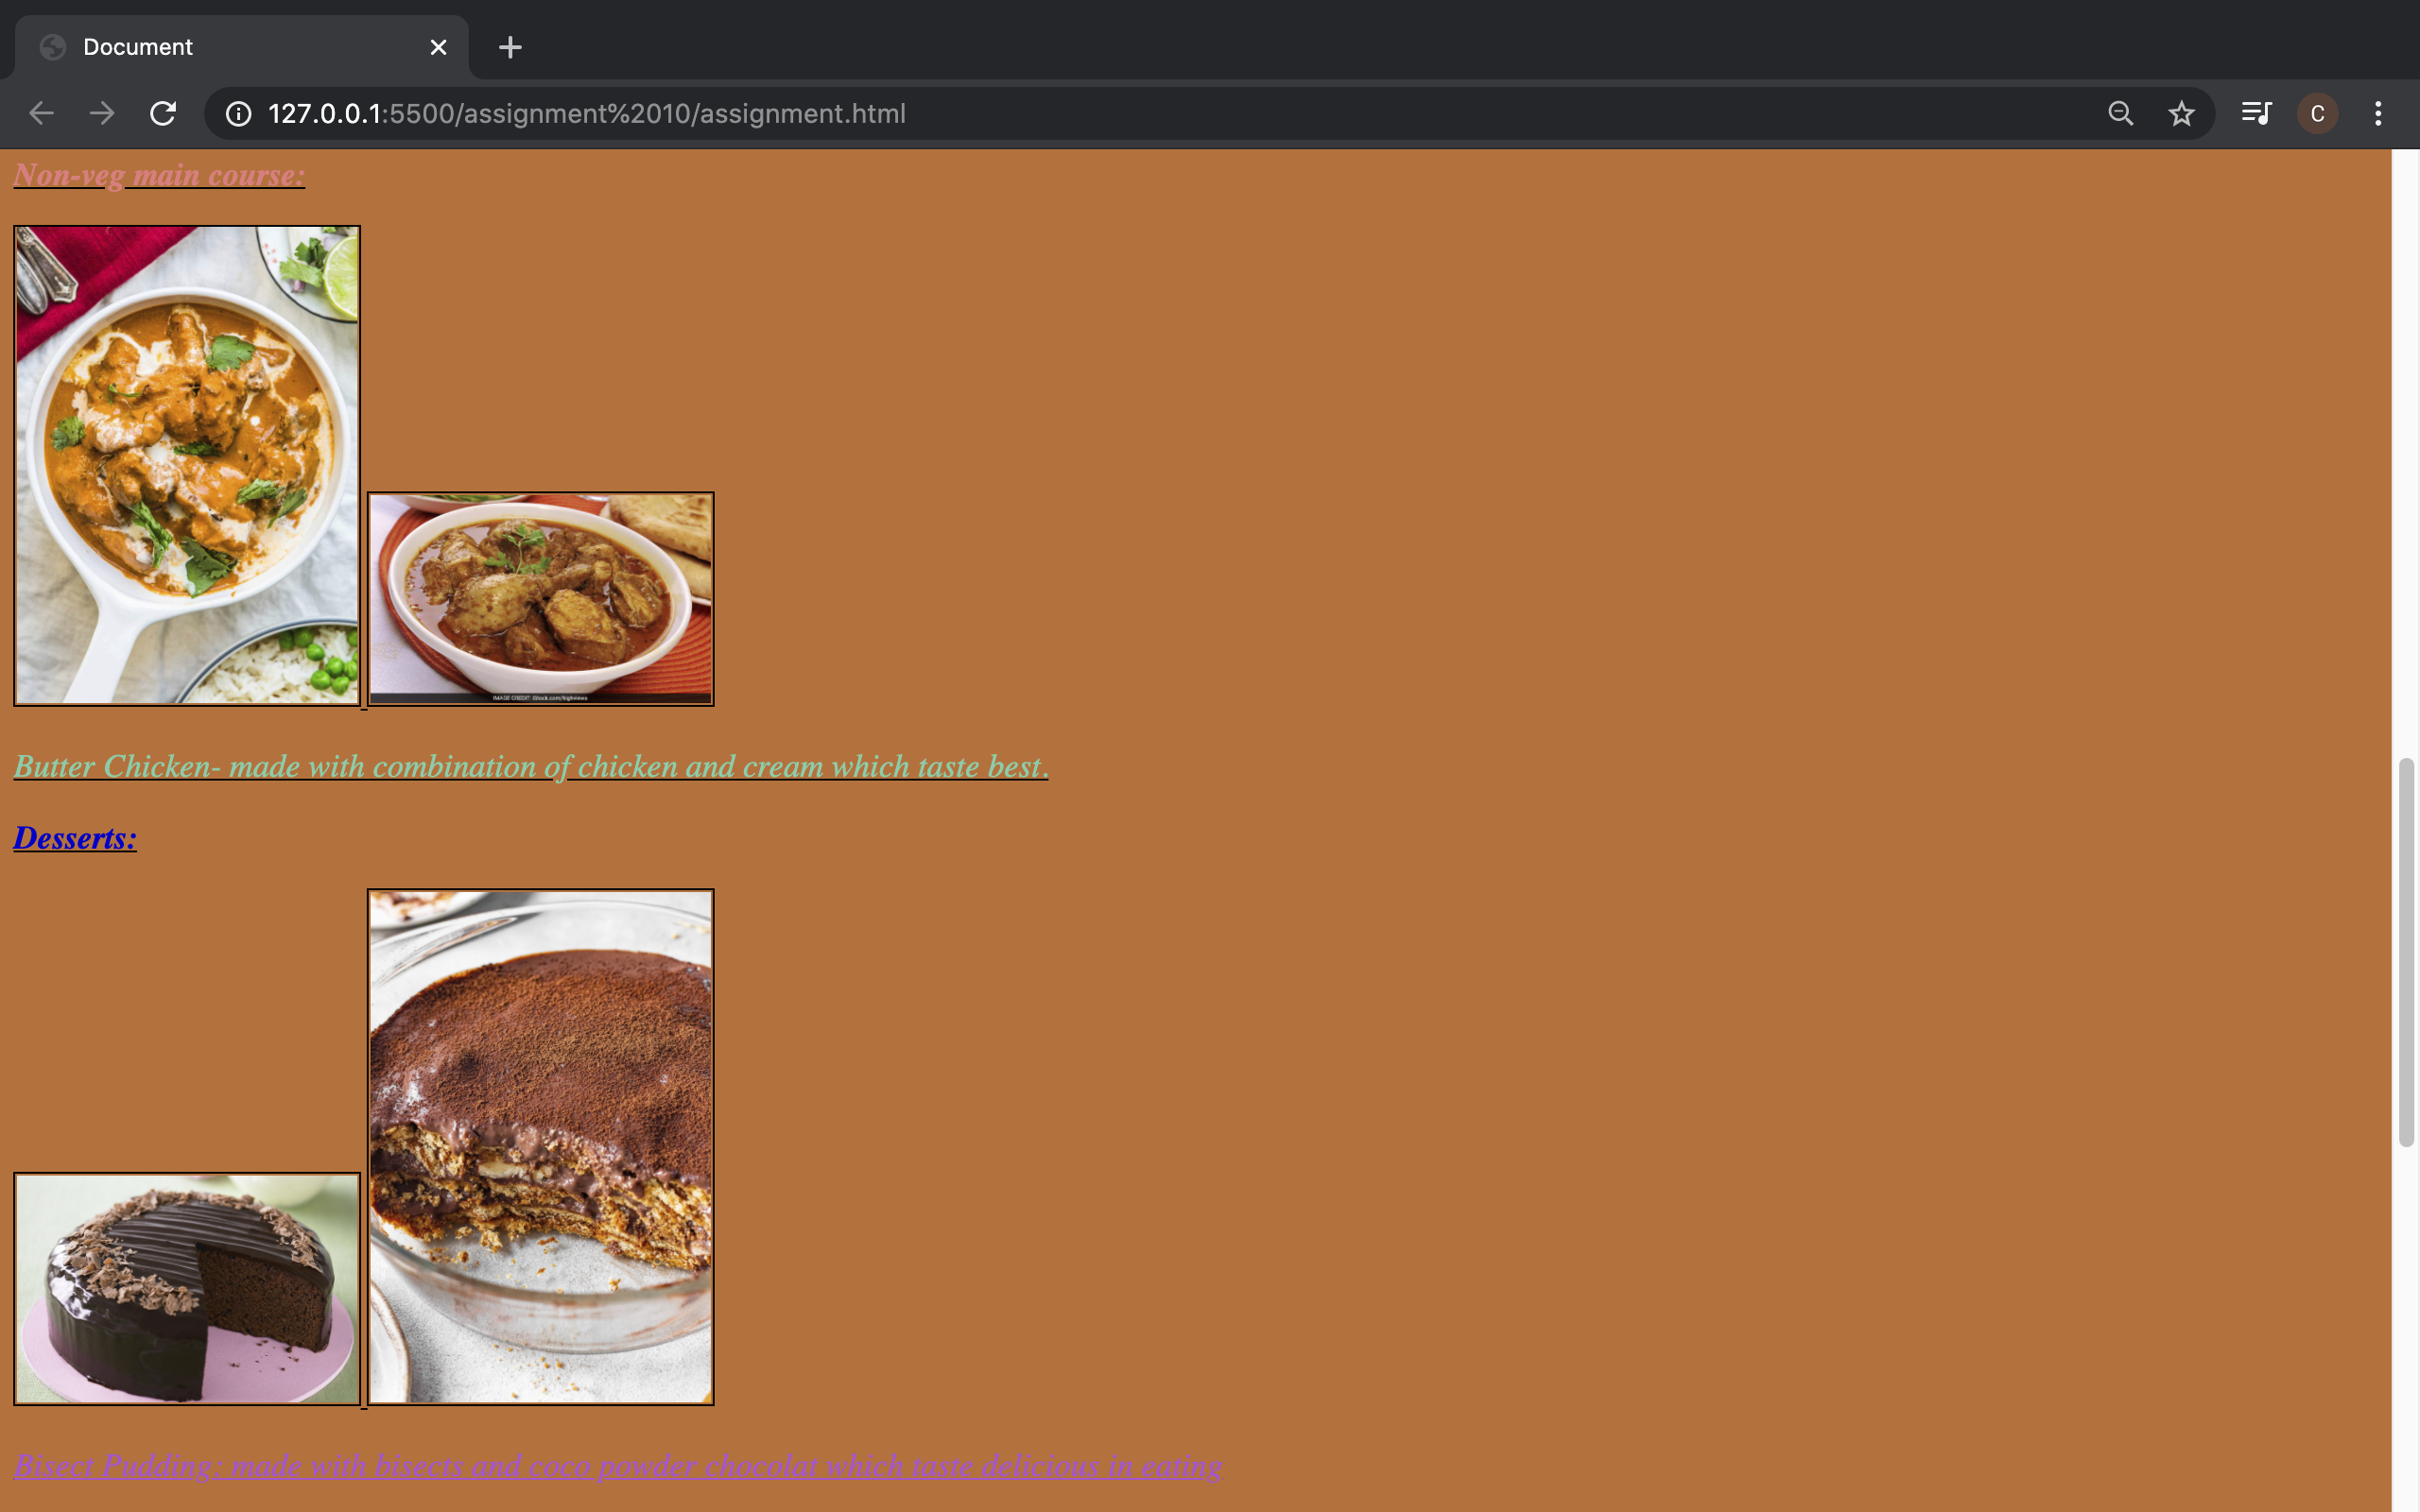 Document
127.0.0.1:5500/assignment%2010/assignment.html
C
Non-veg main course:
IMAGE CREDIT: iStock.com/highviews
Butter Chicken- made with combination of chicken and cream which taste best.
Desserts:
Bisect Pudding: made with bisects and coco powder chocolat which taste delicious in eating